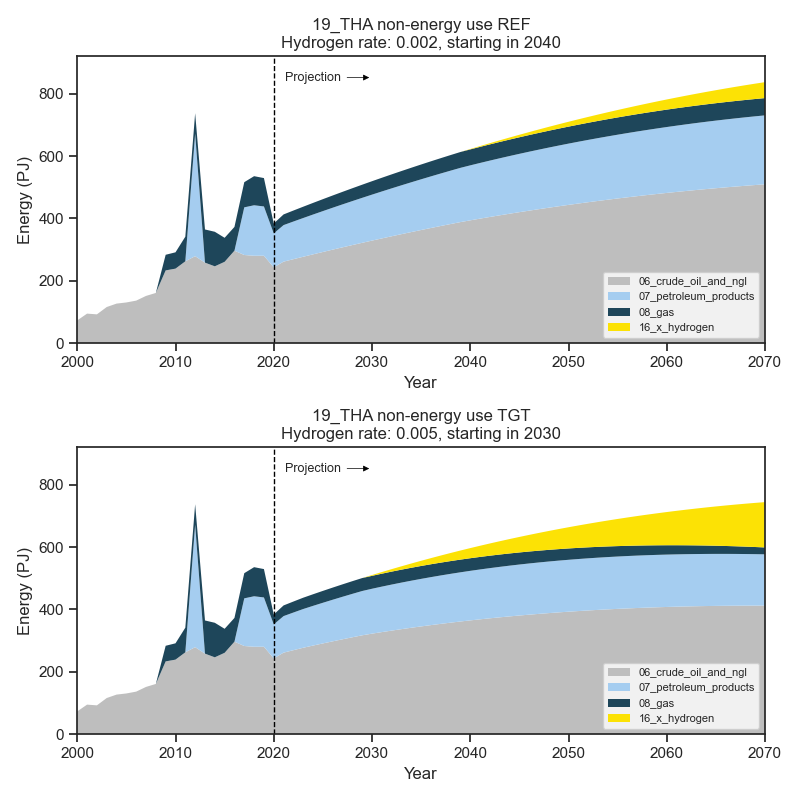 19_THA non-energy use REF
Hydrogen rate: 0.002, starting in 2040
Projection
800
600
400
200
0
Energy (PJ)
06_crude_oil_and_ngl
07_petroleum_products
08_gas
16_x_hydrogen
2000 2010 2020 2030 2040 2050 2060 2070
Year
19_THA non-energy use TGT
Hydrogen rate: 0.005, starting in 2030
Projection
800
600
400
200
0
Energy (PJ)
06_crude_oil_and_ngl
07_petroleum_products
08_gas
16_x_hydrogen
2000 2010 2020 2030 2040 2050 2060 2070
Year